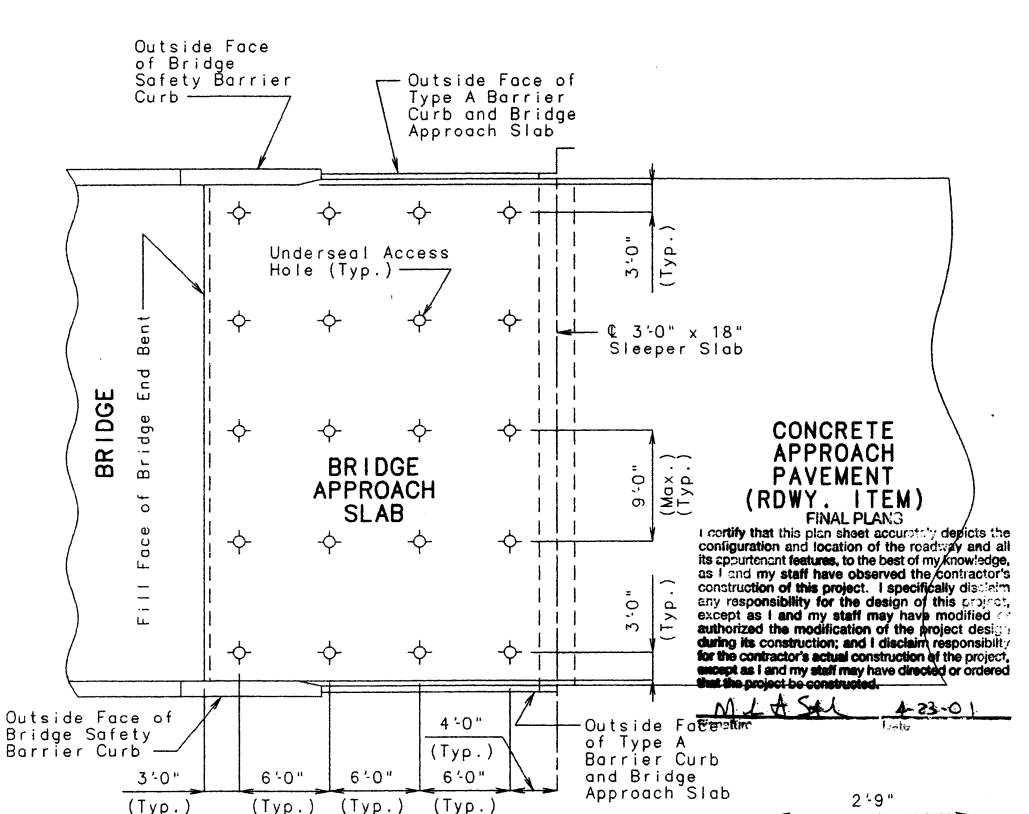 Outside Face
of Bridge
Safety Barrier
Curb
Outside Face of
Type A Barrier
Curb and Bridge
Approach Slab
Underseal Access
Hole (Typ.)
3'-0"
(Typ.)
℄ 3'-0" x 18"
Sleeper Slab
BRIDGE
Fill Face of Bridge End Bent
BRIDGE
APPROACH
SLAB
9'-0"
(Max.)
(Typ.)
3'-0"
(Typ.)
CONCRETE
APPROACH
PAVEMENT
(RDWY. ITEM)
FINAL PLANS
I certify that this plan sheet accurately depicts the
configuration and location of the roadway and all
its appurtenant features, to the best of my knowledge,
as I and my staff have observed the contractor's
construction of this project. I specifically disclaim
any responsibility for the design of this project,
except as I and my staff may have modified or
authorized the modification of the project design
during its construction; and I disclaim responsibility
for the contractor's actual construction of the project,
except as I and my staff may have directed or ordered
that the project be constructed.
4-23-01
Signature Date
Outside Face of
Bridge Safety
Barrier Curb
4'-0"
(Typ.)
Outside Face
of Type A
Barrier Curb
and Bridge
Approach Slab
3'-0" 6'-0" 6'-0" 6'-0"
(Typ.) (Typ.) (Typ.) (Typ.)
2'-9"